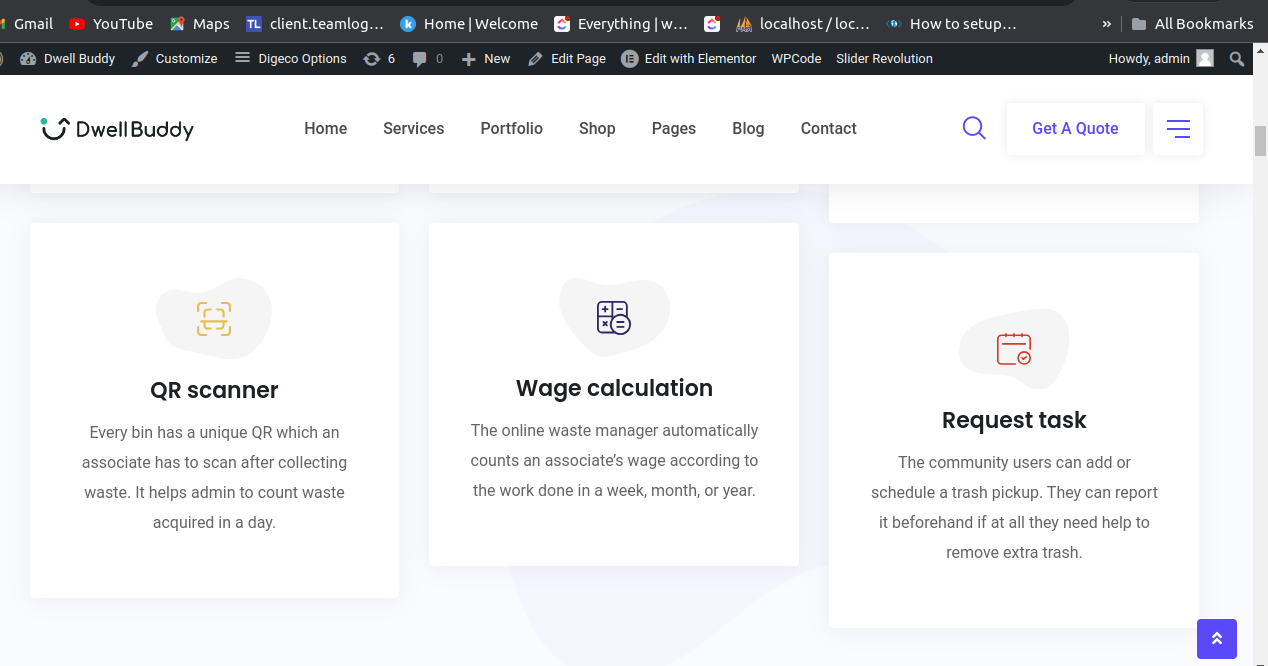 Gmail YouTube Maps TL client.teamlog... Home | Welcome Everything | w... localhost / loc... How to setup... » All Bookmarks
Dwell Buddy Customize Digeco Options 6 0 New Edit Page Edit with Elementor WPCode Slider Revolution Howdy, admin
DwellBuddy Home Services Portfolio Shop Pages Blog Contact Get A Quote
QR scanner
Every bin has a unique QR which an
associate has to scan after collecting
waste. It helps admin to count waste
acquired in a day.
Wage calculation
The online waste manager automatically
counts an associate’s wage according to
the work done in a week, month, or year.
Request task
The community users can add or
schedule a trash pickup. They can report
it beforehand if at all they need help to
remove extra trash.